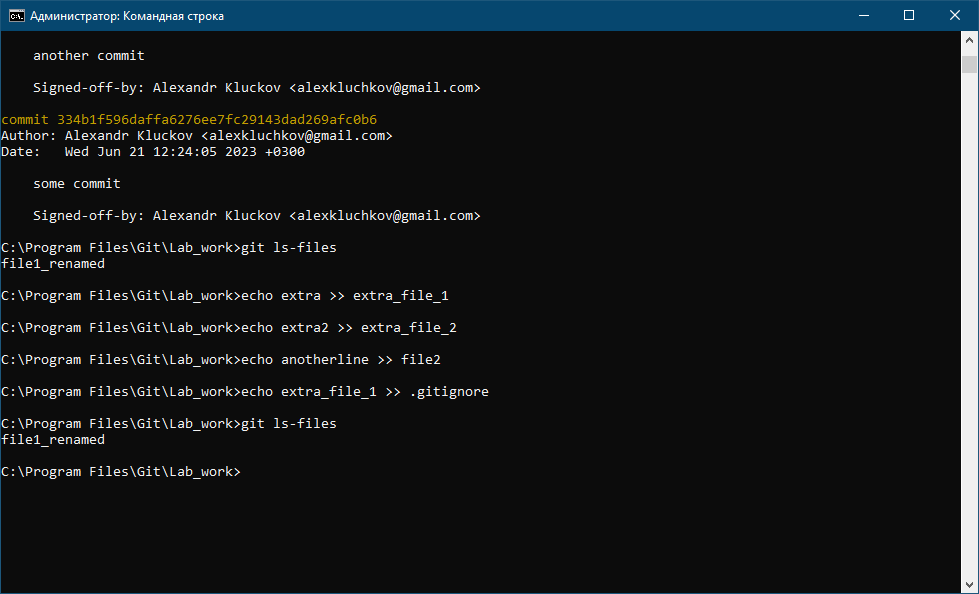 Администратор: Командная строка
another commit
Signed-off-by: Alexandr Kluckov <alexkluchkov@gmail.com>
commit 334b1f596daffa6276ee7fc29143dad269afc0b6
Author: Alexandr Kluckov <alexkluchkov@gmail.com>
Date:   Wed Jun 21 12:24:05 2023 +0300
some commit
Signed-off-by: Alexandr Kluckov <alexkluchkov@gmail.com>
C:\Program Files\Git\Lab_work>git ls-files
file1_renamed
C:\Program Files\Git\Lab_work>echo extra >> extra_file_1
C:\Program Files\Git\Lab_work>echo extra2 >> extra_file_2
C:\Program Files\Git\Lab_work>echo anotherline >> file2
C:\Program Files\Git\Lab_work>echo extra_file_1 >> .gitignore
C:\Program Files\Git\Lab_work>git ls-files
file1_renamed
C:\Program Files\Git\Lab_work>